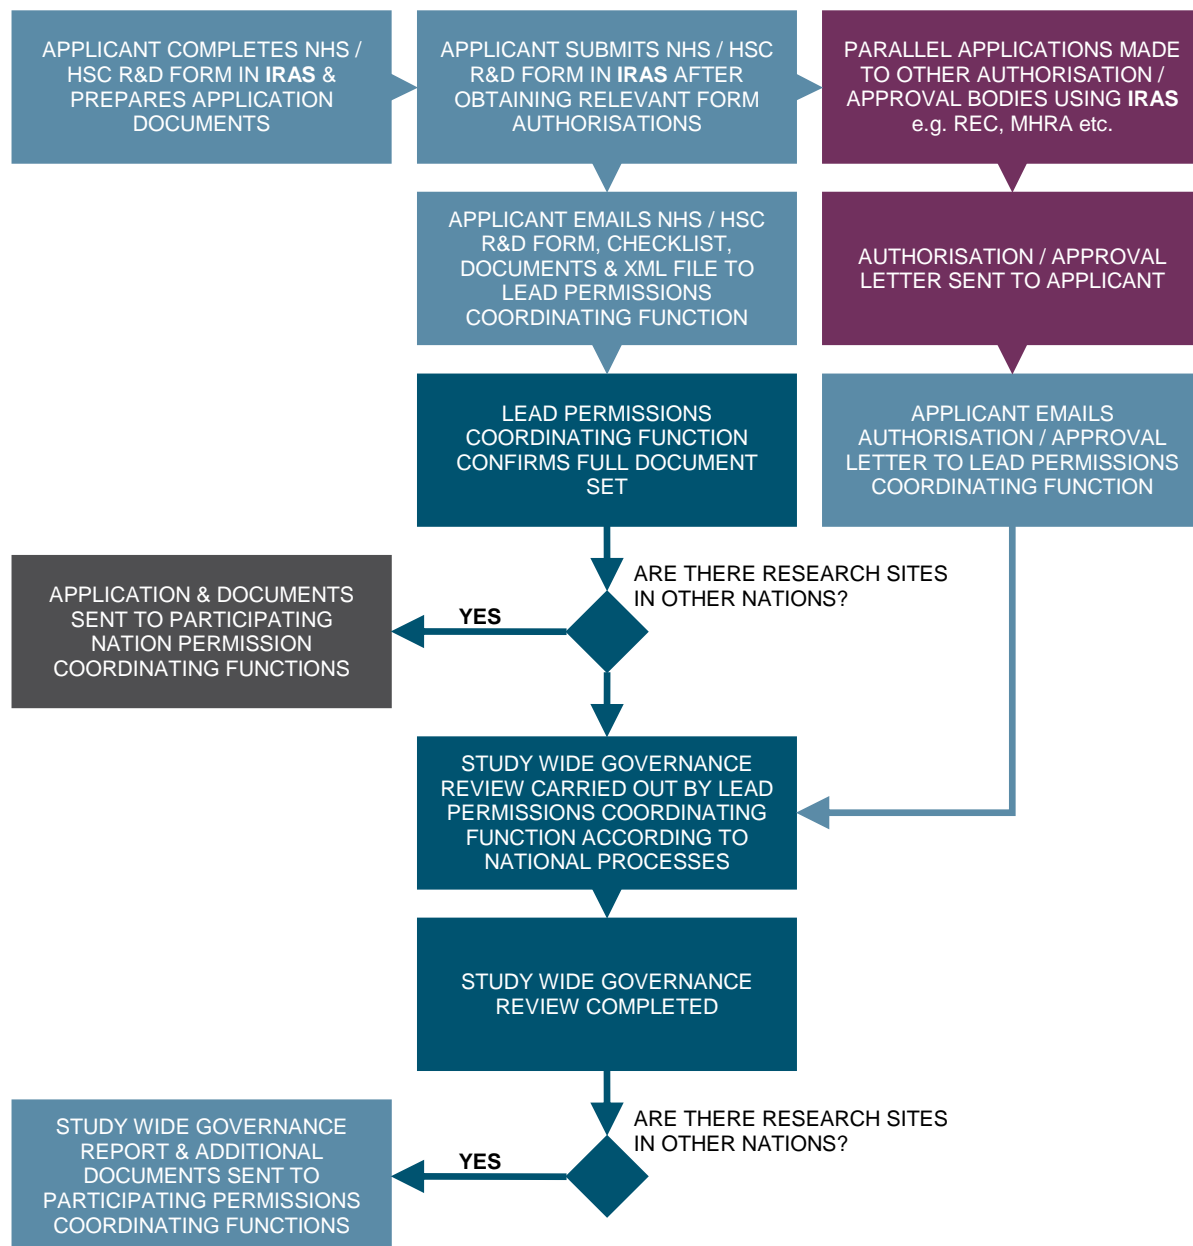 APPLICANT COMPLETES NHS /
HSC R&D FORM IN IRAS &
PREPARES APPLICATION
DOCUMENTS
APPLICANT SUBMITS NHS / HSC
R&D FORM IN IRAS AFTER
OBTAINING RELEVANT FORM
AUTHORISATIONS
PARALLEL APPLICATIONS MADE
TO OTHER AUTHORISATION /
APPROVAL BODIES USING IRAS
e.g. REC, MHRA etc.
APPLICANT EMAILS NHS / HSC
R&D FORM, CHECKLIST,
DOCUMENTS & XML FILE TO
LEAD PERMISSIONS
COORDINATING FUNCTION
AUTHORISATION / APPROVAL
LETTER SENT TO APPLICANT
LEAD PERMISSIONS
COORDINATING FUNCTION
CONFIRMS FULL DOCUMENT
SET
APPLICANT EMAILS
AUTHORISATION / APPROVAL
LETTER TO LEAD PERMISSIONS
COORDINATING FUNCTION
ARE THERE RESEARCH SITES
IN OTHER NATIONS?
YES
APPLICATION & DOCUMENTS
SENT TO PARTICIPATING
NATION PERMISSION
COORDINATING FUNCTIONS
STUDY WIDE GOVERNANCE
REVIEW CARRIED OUT BY LEAD
PERMISSIONS COORDINATING
FUNCTION ACCORDING TO
NATIONAL PROCESSES
STUDY WIDE GOVERNANCE
REVIEW COMPLETED
ARE THERE RESEARCH SITES
IN OTHER NATIONS?
YES
STUDY WIDE GOVERNANCE
REPORT & ADDITIONAL
DOCUMENTS SENT TO
PARTICIPATING PERMISSIONS
COORDINATING FUNCTIONS